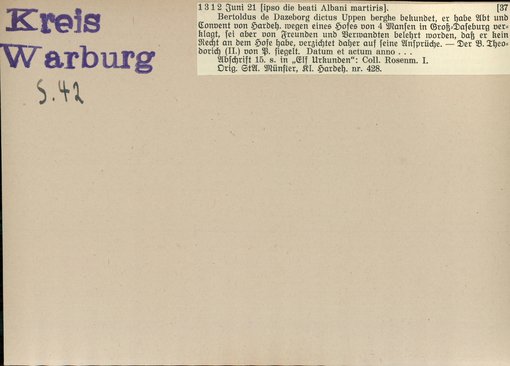 Kreis
Warburg
S. 42
1312 Juni 21 [ipso die beati Albani martiris]. [37
Bertoldus de Dazeborg dictus Uppen berghe bekundet, er habe Abt und
Convent von Hardeh. wegen eines Hofes von 4 Mansen in Groß-Daseburg ver-
klagt, sei aber von Freunden und Verwandten belehrt worden, daß er kein
Recht an dem Hofe habe, verzichtet daher auf seine Ansprüche. — Der B. Theo-
dorich (II.) von P. siegelt. Datum et actum anno . . .
Abschrift 15. s. in „Elf Urkunden“: Coll. Rosenm. I.
Orig. StA. Münster, Kl. Hardeh. nr. 428.